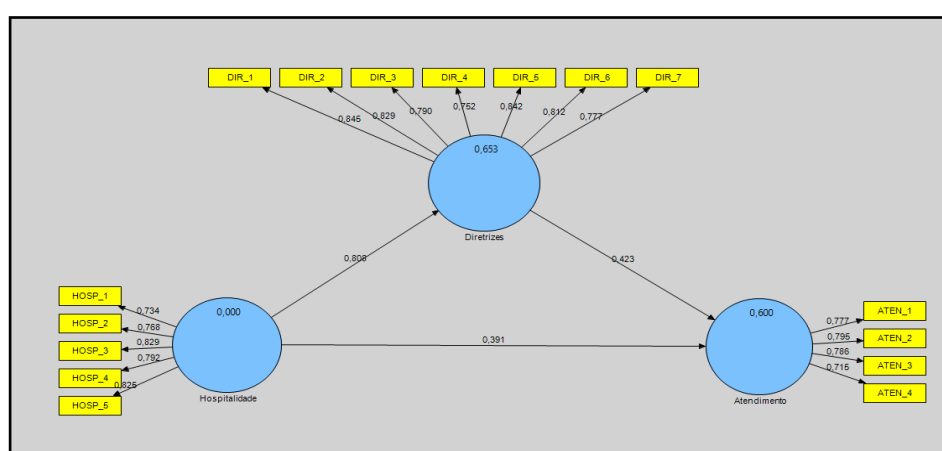 DIR_1 DIR_2 DIR_3 DIR_4 DIR_5 DIR_6 DIR_7
0,845 0,829 0,790 0,752 0,842 0,812 0,777
0,653
Diretrizes
0,808 0,423
HOSP_1
HOSP_2
HOSP_3
HOSP_4
HOSP_5
0,734
0,768
0,829
0,792
0,825
0,000
Hospitalidade
0,391
0,600
Atendimento
0,777
0,795
0,786
0,715
ATEN_1
ATEN_2
ATEN_3
ATEN_4